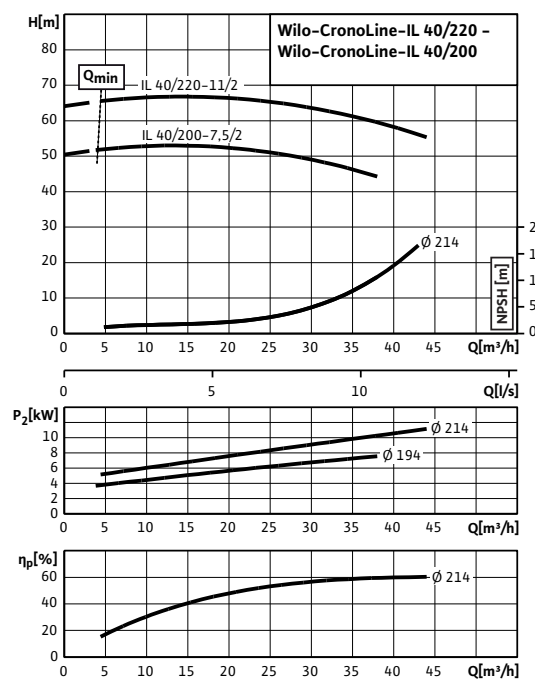 H[m]
Wilo-CronoLine-IL 40/220 –
Wilo-CronoLine-IL 40/200
80
70
60
50
40
30
20
10
0
Qmin
IL 40/220-11/2
IL 40/200-7,5/2
Ø 214
NPSH [m]
5
0
0 5 10 15 20 25 30 35 40 45 Q[m³/h]
0 5 10 Q[l/s]
P2[kW]
10
8
6
4
2
0
Ø 214
Ø 194
0 5 10 15 20 25 30 35 40 45 Q[m³/h]
ηp[%]
60
40
20
0
Ø 214
0 5 10 15 20 25 30 35 40 45 Q[m³/h]